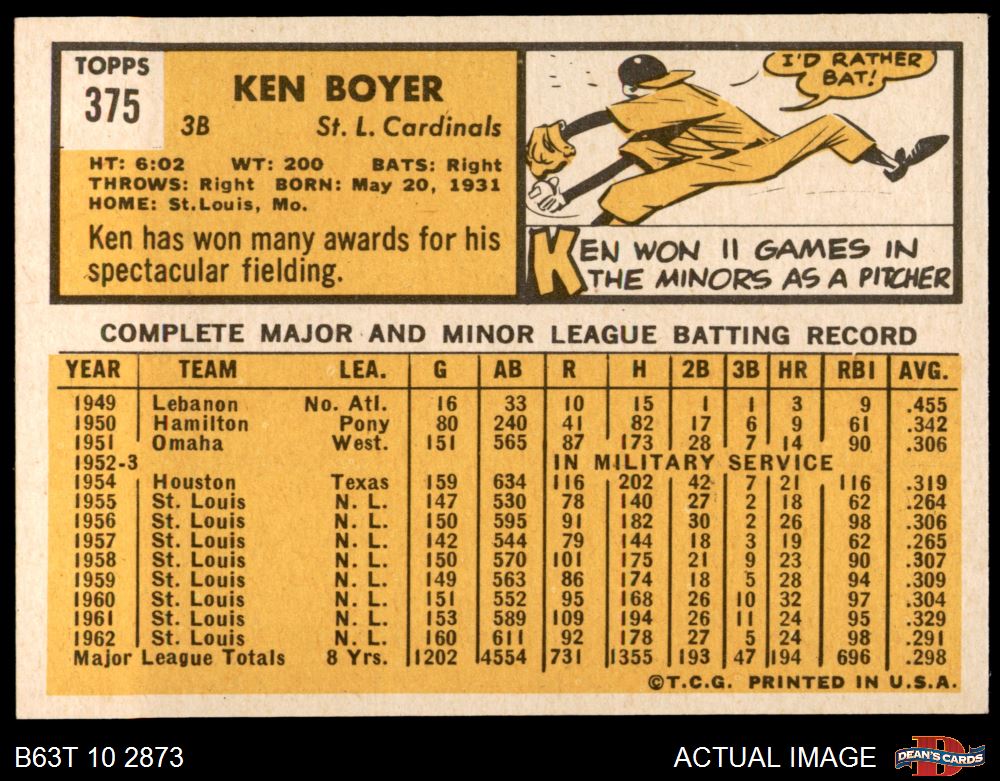 TOPPS
375
KEN BOYER
3B St. L. Cardinals
HT: 6:02 WT: 200 BATS: Right
THROWS: Right BORN: May 20, 1931
HOME: St.Louis, Mo.
Ken has won many awards for his
spectacular fielding.
I'D RATHER
BAT!
KEN WON 11 GAMES IN
THE MINORS AS A PITCHER
COMPLETE MAJOR AND MINOR LEAGUE BATTING RECORD
YEAR TEAM LEA. G AB R H 2B 3B HR RBI AVG.
1949 Lebanon No. Atl. 16 33 10 15 1 1 3 9 .455
1950 Hamilton Pony 80 240 41 82 17 6 9 61 .342
1951 Omaha West. 151 565 87 173 28 7 14 90 .306
1952-3 IN MILITARY SERVICE
1954 Houston Texas 159 634 116 202 42 7 21 116 .319
1955 St. Louis N. L. 147 530 78 140 27 2 18 62 .264
1956 St. Louis N. L. 150 595 91 182 30 2 26 98 .306
1957 St. Louis N. L. 142 544 79 144 18 3 19 62 .265
1958 St. Louis N. L. 150 570 101 175 21 9 23 90 .307
1959 St. Louis N. L. 149 563 86 174 18 5 28 94 .309
1960 St. Louis N. L. 151 552 95 168 26 10 32 97 .304
1961 St. Louis N. L. 153 589 109 194 26 11 24 95 .329
1962 St. Louis N. L. 160 611 92 178 27 5 24 98 .291
Major League Totals 8 Yrs. 1202 4554 731 1355 193 47 194 696 .298
©T.C.G. PRINTED IN U.S.A.
B63T 10 2873 ACTUAL IMAGE D DEAN'S CARDS